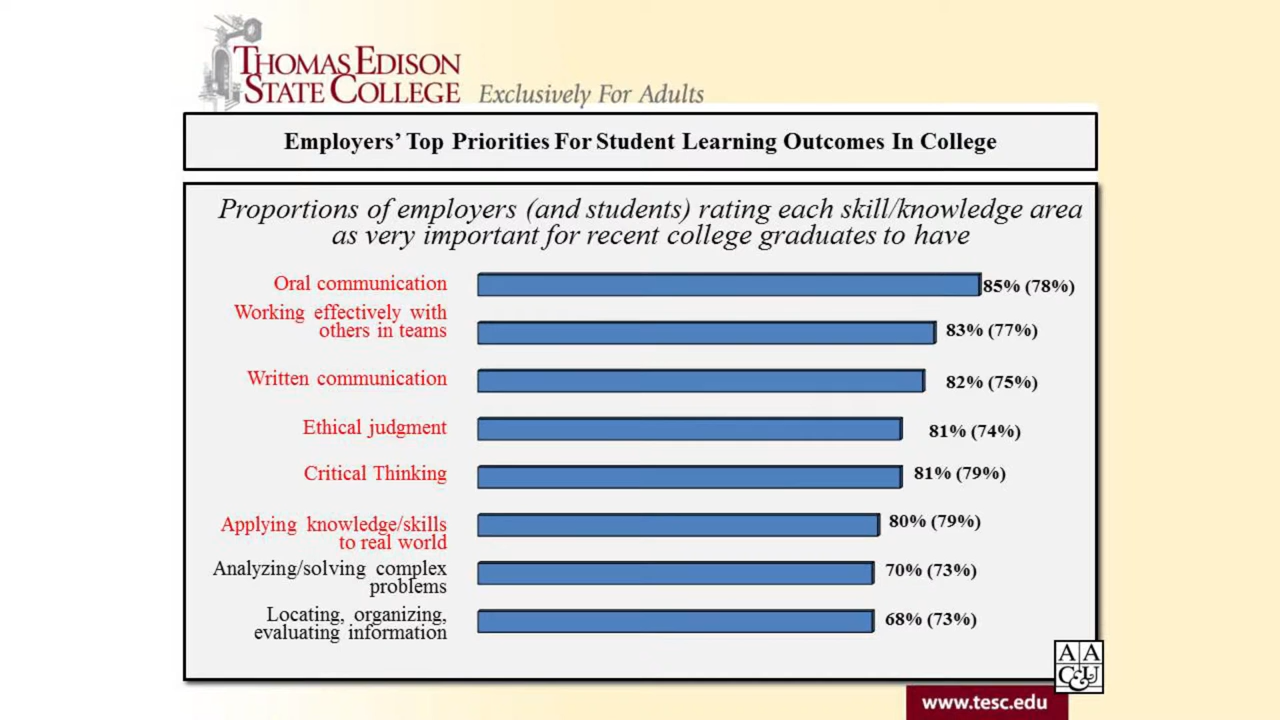 THOMAS EDISON
STATE COLLEGE
Exclusively For Adults
Employers' Top Priorities For Student Learning Outcomes In College
Proportions of employers (and students) rating each skill/knowledge area
as very important for recent college graduates to have
Oral communication
85% (78%)
Working effectively with
others in teams
83% (77%)
Written communication
82% (75%)
Ethical judgment
81% (74%)
Critical Thinking
81% (79%)
Applying knowledge/skills
to real world
80% (79%)
Analyzing/solving complex
problems
70% (73%)
Locating, organizing,
evaluating information
68% (73%)
A A
C&U
www.tesc.edu